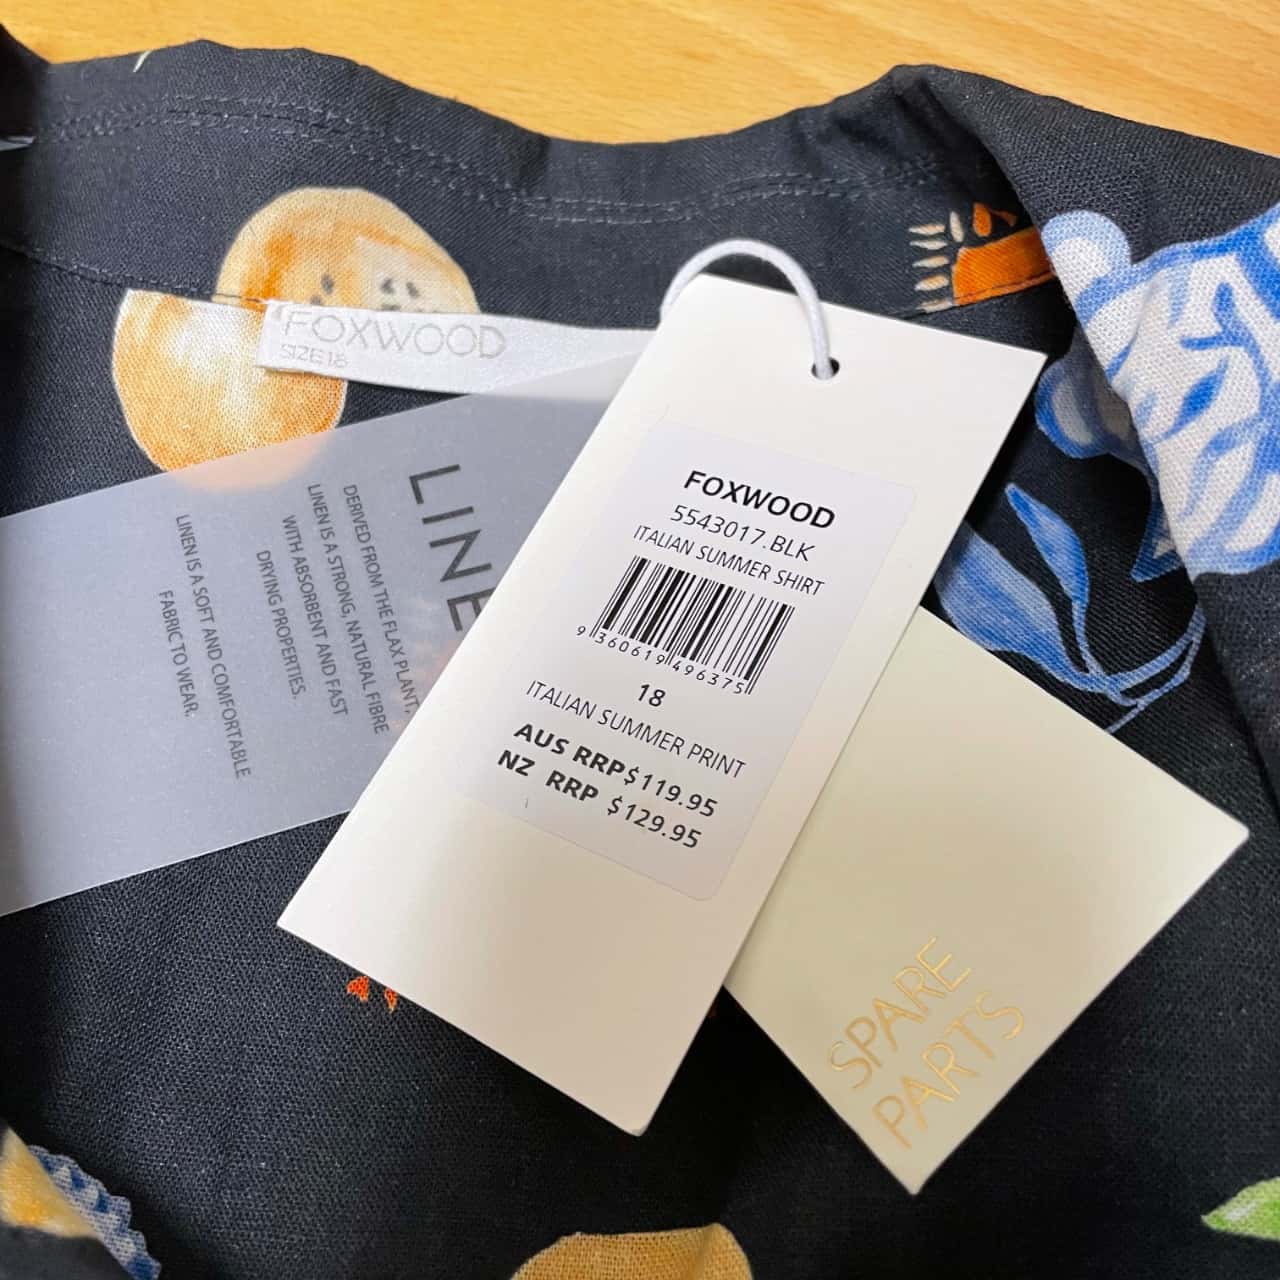 FOXWOOD
SIZE 18
LINE
DERIVED FROM THE FLAX PLANT,
LINEN IS A STRONG, NATURAL FIBRE
WITH ABSORBENT AND FAST
DRYING PROPERTIES.
LINEN IS A SOFT AND COMFORTABLE
FABRIC TO WEAR.
FOXWOOD
5543017.BLK
ITALIAN SUMMER SHIRT
9 360619 496375
18
ITALIAN SUMMER PRINT
AUS RRP$119.95
NZ RRP $129.95
SPARE
PARTS